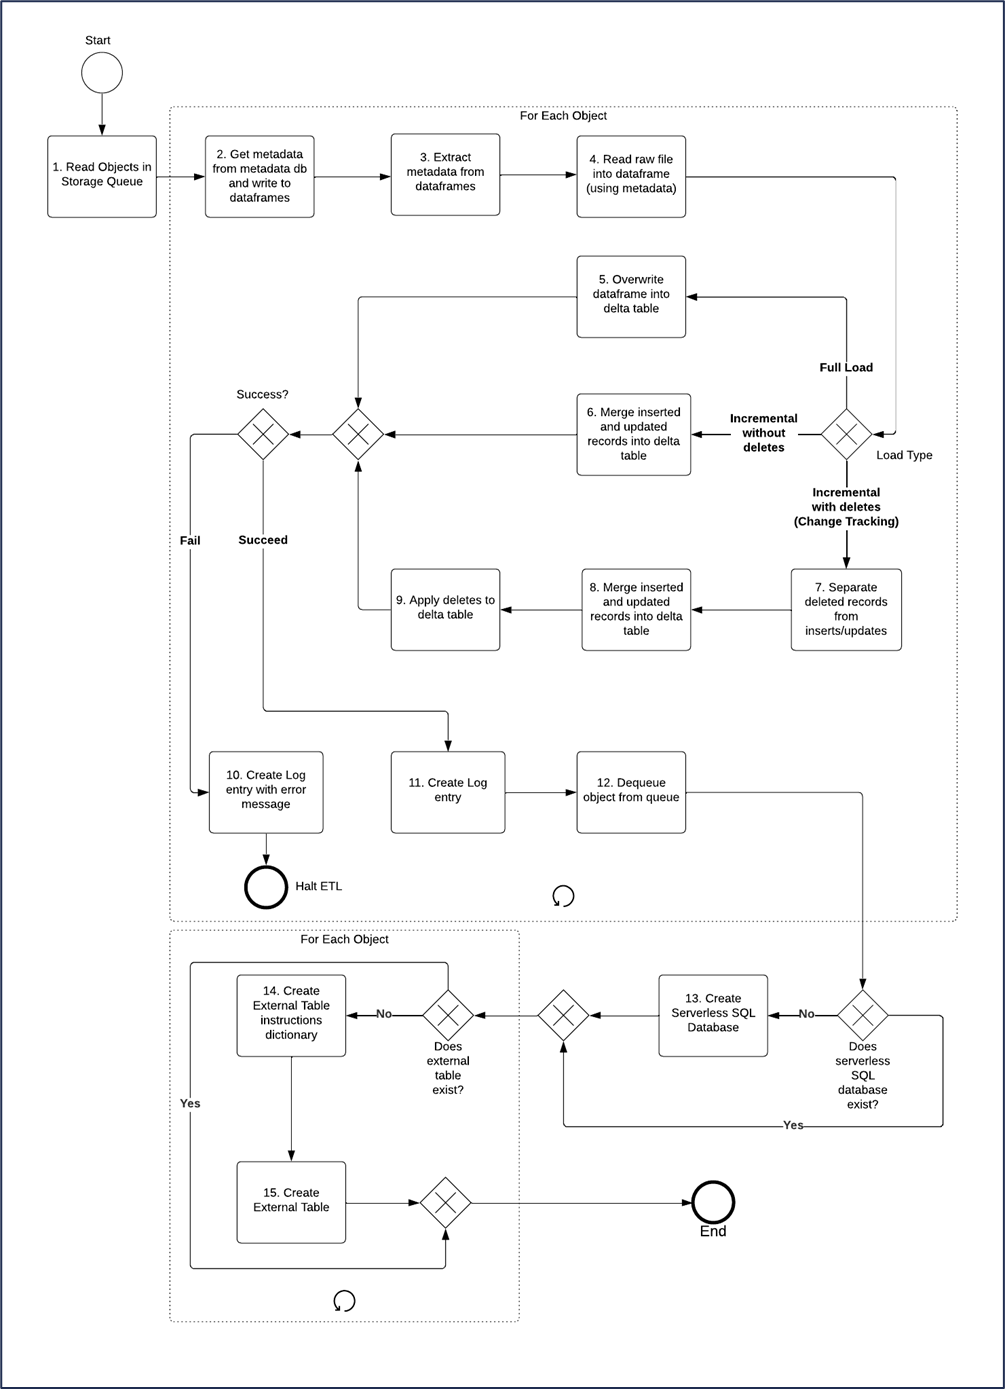 Start
For Each Object
1. Read Objects in
Storage Queue
2. Get metadata
from metadata db
and write to
dataframes
3. Extract
metadata from
dataframes
4. Read raw file
into dataframe
(using metadata)
5. Overwrite
dataframe into
delta table
Full Load
Success?
6. Merge inserted
and updated
records into delta
table
Incremental
without
deletes
Load Type
Incremental
with deletes
(Change Tracking)
Fail
Succeed
9. Apply deletes to
delta table
8. Merge inserted
and updated
records into delta
table
7. Separate
deleted records
from
inserts/updates
10. Create Log
entry with error
message
11. Create Log
entry
12. Dequeue
object from queue
Halt ETL
For Each Object
14. Create
External Table
instructions
dictionary
No
Does
external
table
exist?
13. Create
Serverless SQL
Database
No
Does
serverless
SQL
database
exist?
Yes
Yes
15. Create
External Table
End